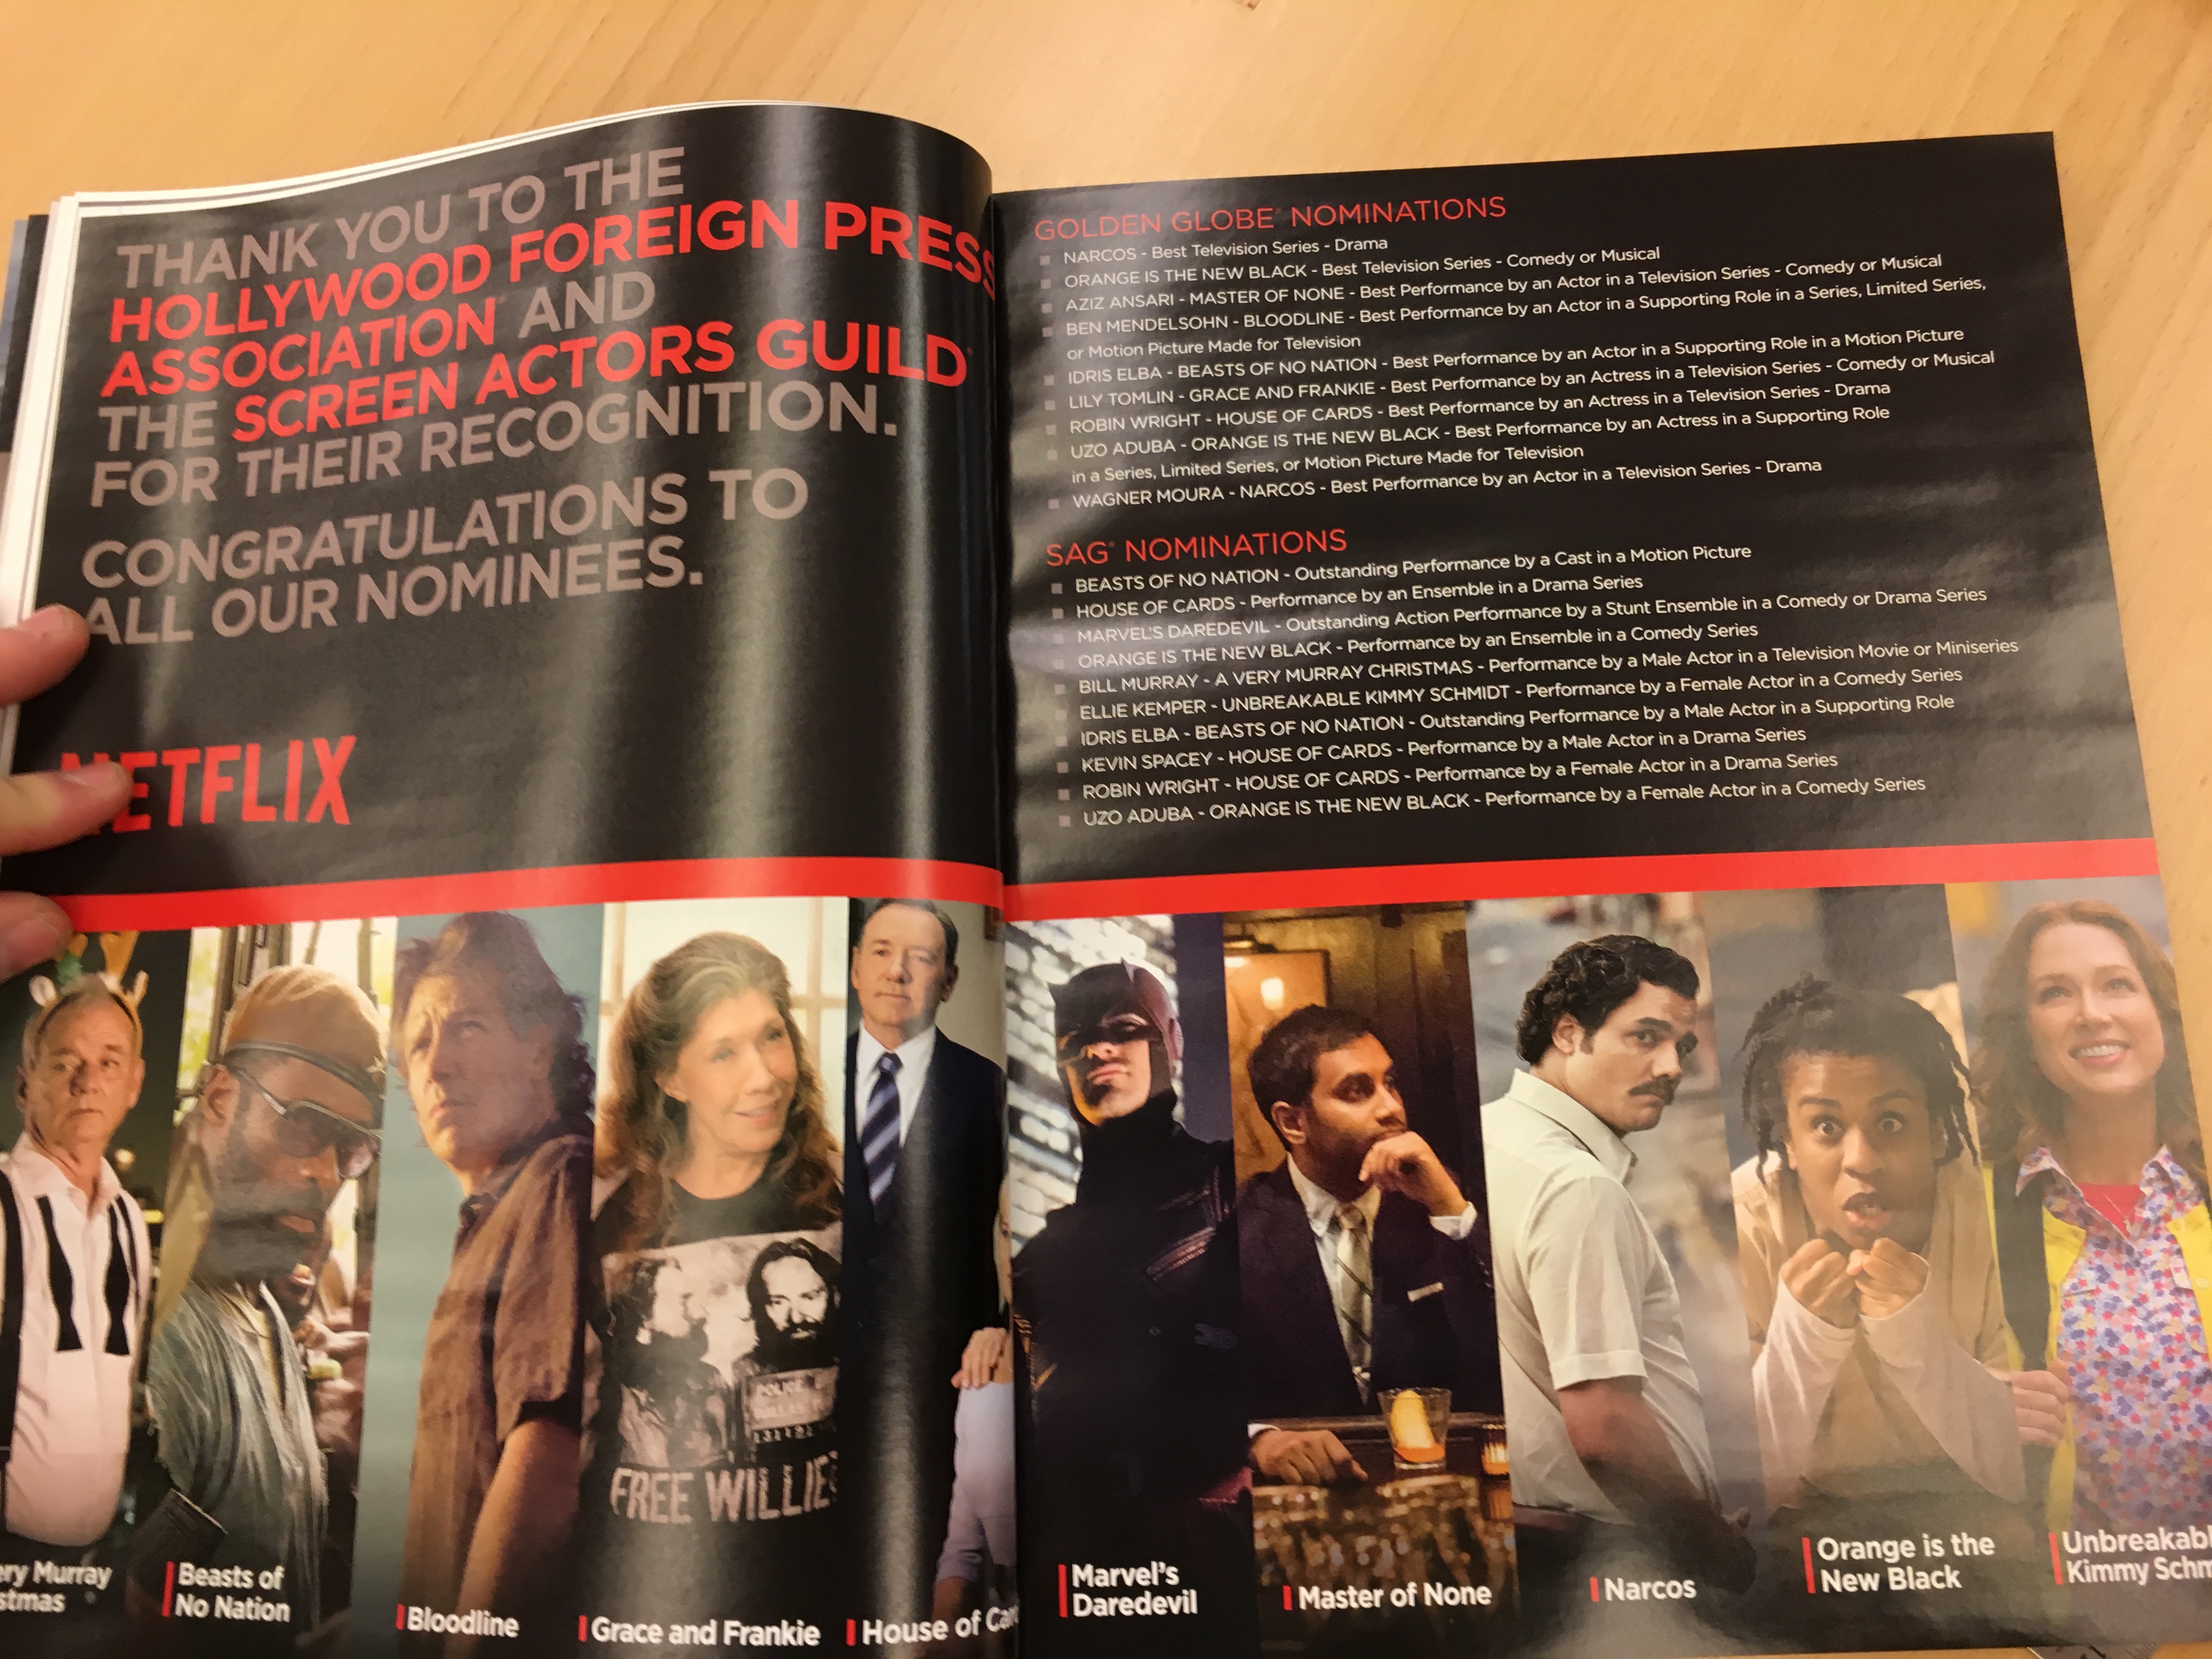 THANK YOU TO THE
HOLLYWOOD FOREIGN PRESS
ASSOCIATION AND
THE SCREEN ACTORS GUILD
FOR THEIR RECOGNITION.
CONGRATULATIONS TO
ALL OUR NOMINEES.
NETFLIX
GOLDEN GLOBE® NOMINATIONS
NARCOS - Best Television Series - Drama
ORANGE IS THE NEW BLACK - Best Television Series - Comedy or Musical
AZIZ ANSARI - MASTER OF NONE - Best Performance by an Actor in a Television Series - Comedy or Musical
BEN MENDELSOHN - BLOODLINE - Best Performance by an Actor in a Supporting Role in a Series, Limited Series,
or Motion Picture Made for Television
IDRIS ELBA - BEASTS OF NO NATION - Best Performance by an Actor in a Supporting Role in a Motion Picture
LILY TOMLIN - GRACE AND FRANKIE - Best Performance by an Actress in a Television Series - Comedy or Musical
ROBIN WRIGHT - HOUSE OF CARDS - Best Performance by an Actress in a Television Series - Drama
UZO ADUBA - ORANGE IS THE NEW BLACK - Best Performance by an Actress in a Supporting Role
in a Series, Limited Series, or Motion Picture Made for Television
WAGNER MOURA - NARCOS - Best Performance by an Actor in a Television Series - Drama
SAG® NOMINATIONS
BEASTS OF NO NATION - Outstanding Performance by a Cast in a Motion Picture
HOUSE OF CARDS - Performance by an Ensemble in a Drama Series
MARVEL'S DAREDEVIL - Outstanding Action Performance by a Stunt Ensemble in a Comedy or Drama Series
ORANGE IS THE NEW BLACK - Performance by an Ensemble in a Comedy Series
BILL MURRAY - A VERY MURRAY CHRISTMAS - Performance by a Male Actor in a Television Movie or Miniseries
ELLIE KEMPER - UNBREAKABLE KIMMY SCHMIDT - Performance by a Female Actor in a Comedy Series
IDRIS ELBA - BEASTS OF NO NATION - Outstanding Performance by a Male Actor in a Supporting Role
KEVIN SPACEY - HOUSE OF CARDS - Performance by a Male Actor in a Drama Series
ROBIN WRIGHT - HOUSE OF CARDS - Performance by a Female Actor in a Drama Series
UZO ADUBA - ORANGE IS THE NEW BLACK - Performance by a Female Actor in a Comedy Series
FREE WILLIE
ery Murray
stmas
Beasts of
No Nation
Bloodline
Grace and Frankie
House of Car
Marvel's
Daredevil
Master of None
Narcos
Orange is the
New Black
Unbreakabl
Kimmy Schm